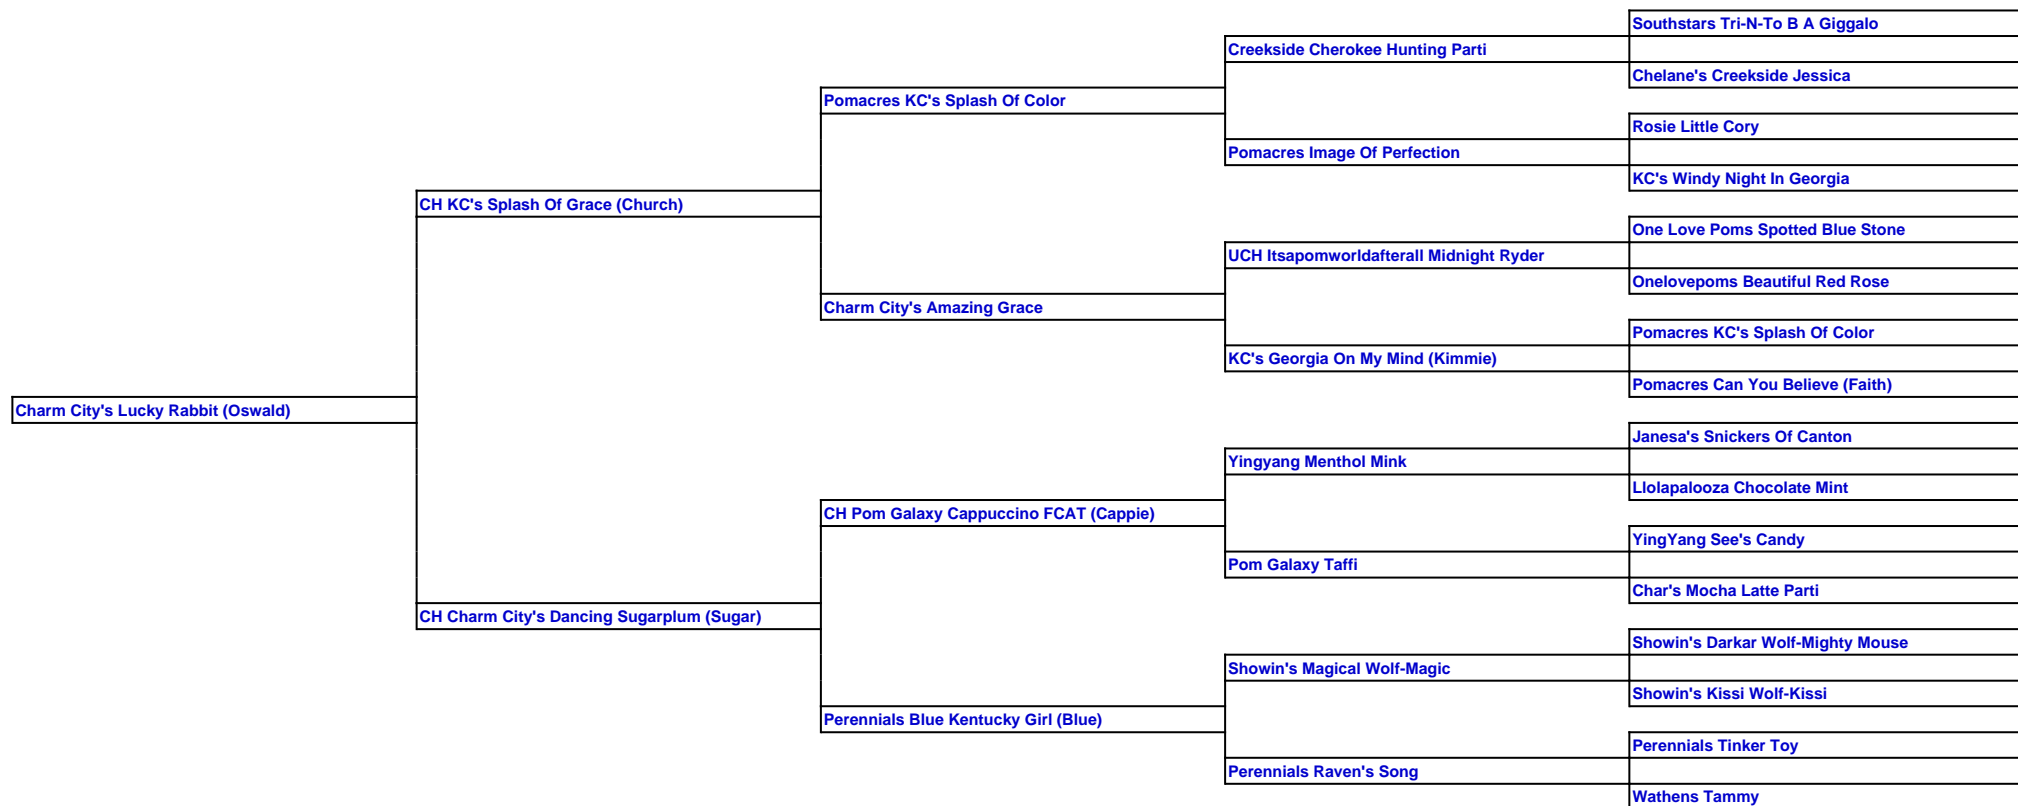 Southstars Tri-N-To B A Giggalo
Creekside Cherokee Hunting Parti
Chelane's Creekside Jessica
Pomacres KC's Splash Of Color
Rosie Little Cory
Pomacres Image Of Perfection
KC's Windy Night In Georgia
CH KC's Splash Of Grace (Church)
One Love Poms Spotted Blue Stone
UCH Itsapomworldafterall Midnight Ryder
Onelovepoms Beautiful Red Rose
Charm City's Amazing Grace
Pomacres KC's Splash Of Color
KC's Georgia On My Mind (Kimmie)
Pomacres Can You Believe (Faith)
Charm City's Lucky Rabbit (Oswald)
Janesa's Snickers Of Canton
Yingyang Menthol Mink
Llolapalooza Chocolate Mint
CH Pom Galaxy Cappuccino FCAT (Cappie)
YingYang See's Candy
Pom Galaxy Taffi
Char's Mocha Latte Parti
CH Charm City's Dancing Sugarplum (Sugar)
Showin's Darkar Wolf-Mighty Mouse
Showin's Magical Wolf-Magic
Showin's Kissi Wolf-Kissi
Perennials Blue Kentucky Girl (Blue)
Perennials Tinker Toy
Perennials Raven's Song
Wathens Tammy